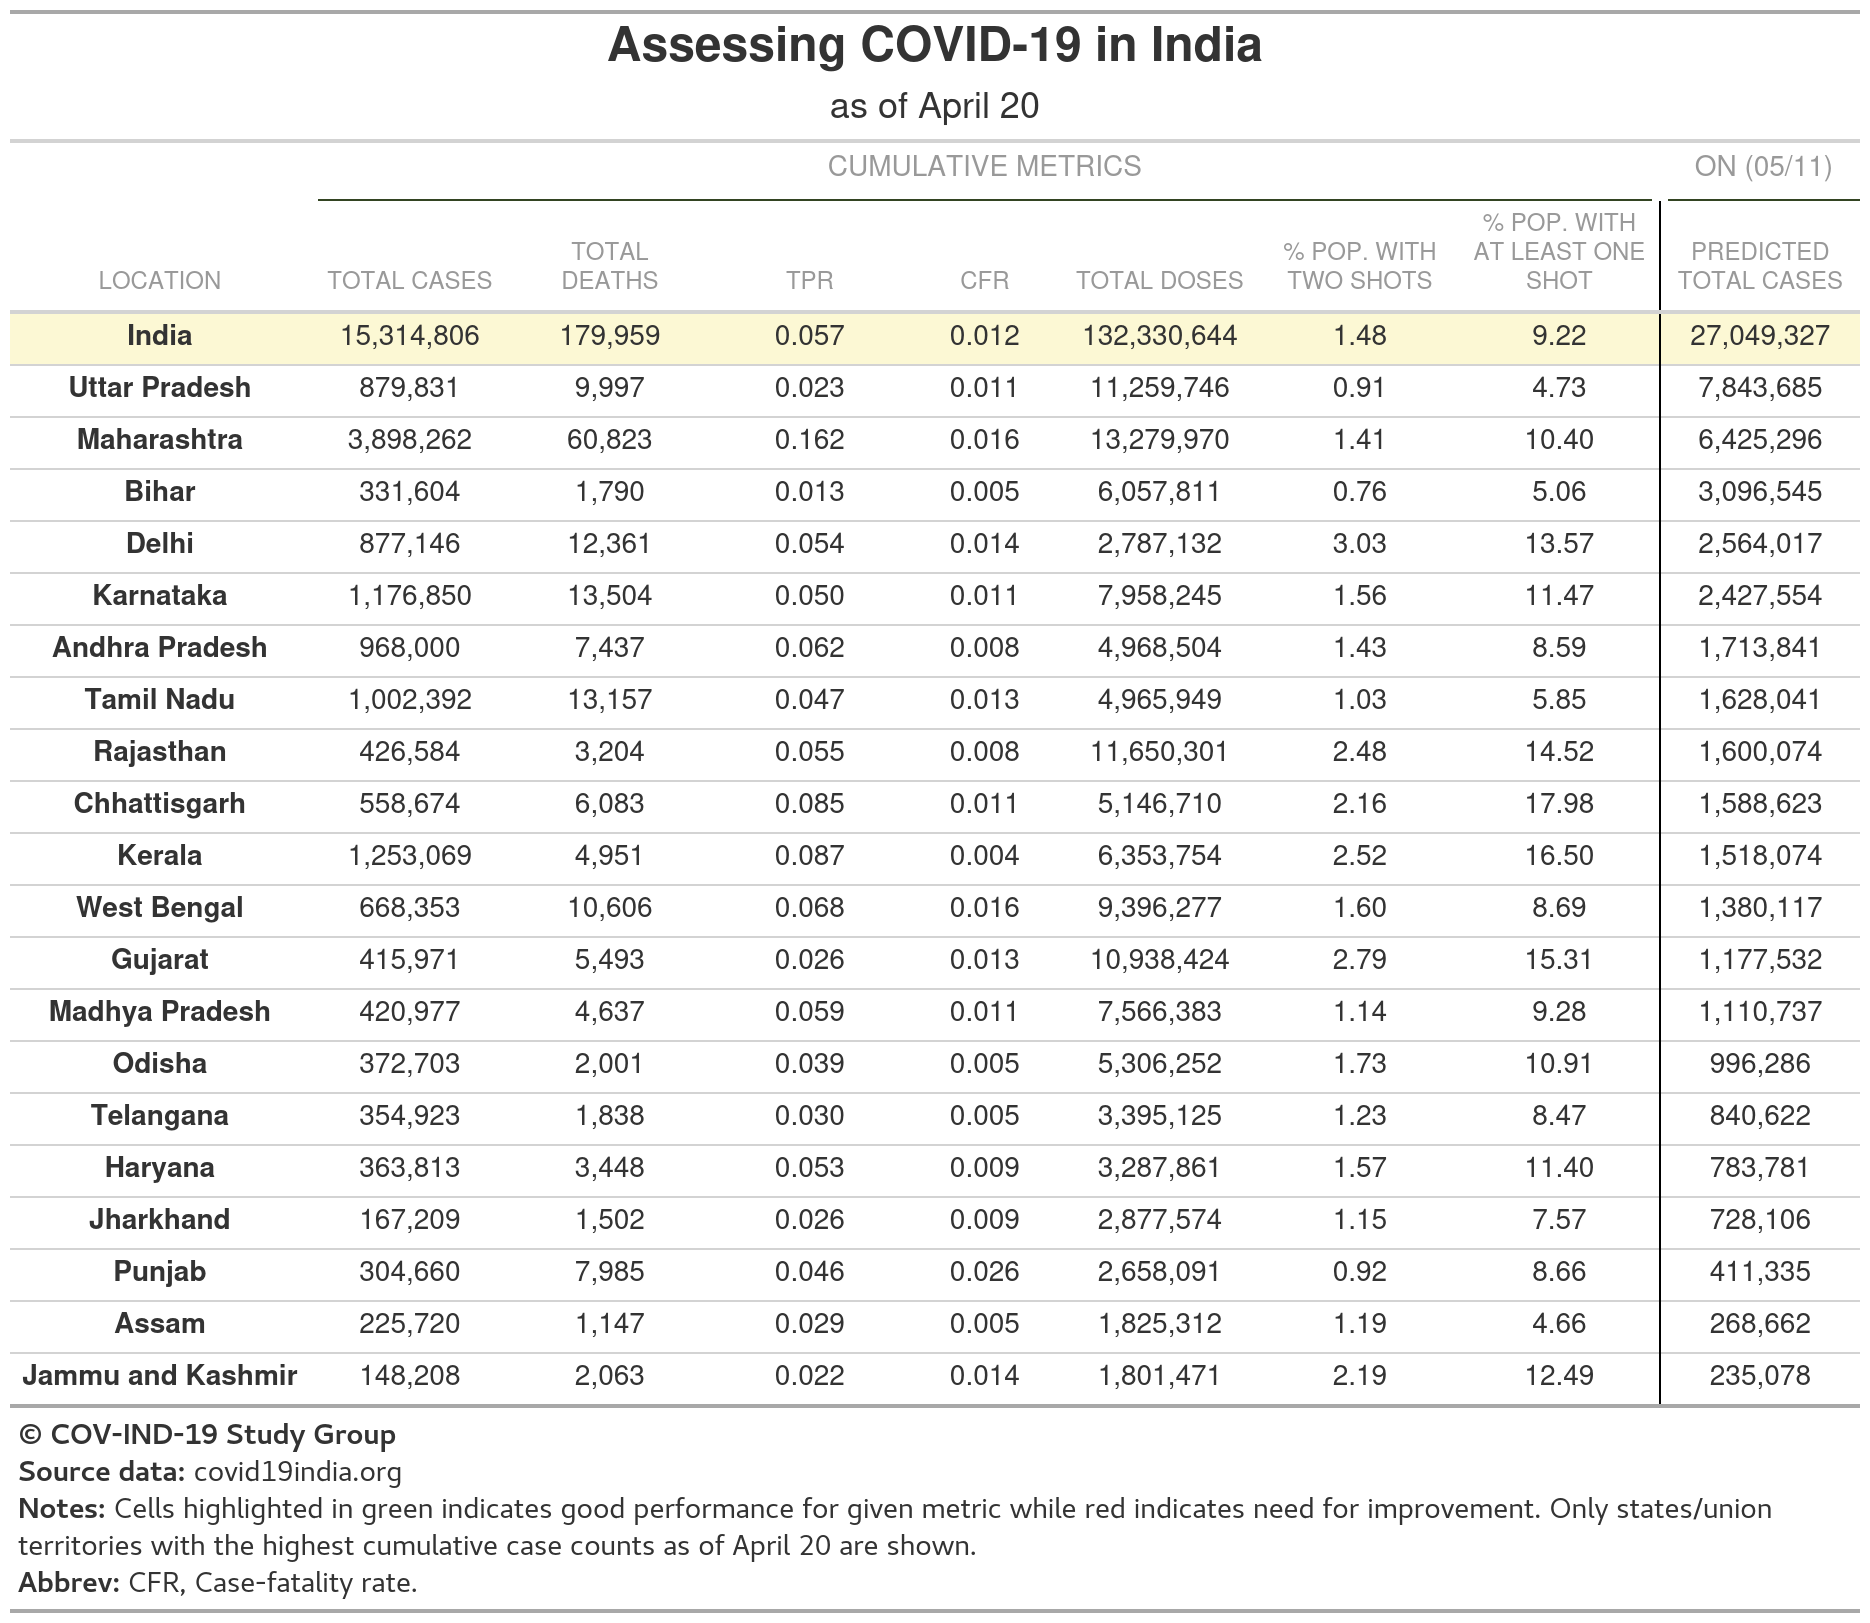 Assessing COVID-19 in India
as of April 20
CUMULATIVE METRICS ON (05/11)
LOCATION TOTAL CASES TOTAL DEATHS TPR CFR TOTAL DOSES % POP. WITH TWO SHOTS % POP. WITH AT LEAST ONE SHOT PREDICTED TOTAL CASES
India 15,314,806 179,959 0.057 0.012 132,330,644 1.48 9.22 27,049,327
Uttar Pradesh 879,831 9,997 0.023 0.011 11,259,746 0.91 4.73 7,843,685
Maharashtra 3,898,262 60,823 0.162 0.016 13,279,970 1.41 10.40 6,425,296
Bihar 331,604 1,790 0.013 0.005 6,057,811 0.76 5.06 3,096,545
Delhi 877,146 12,361 0.054 0.014 2,787,132 3.03 13.57 2,564,017
Karnataka 1,176,850 13,504 0.050 0.011 7,958,245 1.56 11.47 2,427,554
Andhra Pradesh 968,000 7,437 0.062 0.008 4,968,504 1.43 8.59 1,713,841
Tamil Nadu 1,002,392 13,157 0.047 0.013 4,965,949 1.03 5.85 1,628,041
Rajasthan 426,584 3,204 0.055 0.008 11,650,301 2.48 14.52 1,600,074
Chhattisgarh 558,674 6,083 0.085 0.011 5,146,710 2.16 17.98 1,588,623
Kerala 1,253,069 4,951 0.087 0.004 6,353,754 2.52 16.50 1,518,074
West Bengal 668,353 10,606 0.068 0.016 9,396,277 1.60 8.69 1,380,117
Gujarat 415,971 5,493 0.026 0.013 10,938,424 2.79 15.31 1,177,532
Madhya Pradesh 420,977 4,637 0.059 0.011 7,566,383 1.14 9.28 1,110,737
Odisha 372,703 2,001 0.039 0.005 5,306,252 1.73 10.91 996,286
Telangana 354,923 1,838 0.030 0.005 3,395,125 1.23 8.47 840,622
Haryana 363,813 3,448 0.053 0.009 3,287,861 1.57 11.40 783,781
Jharkhand 167,209 1,502 0.026 0.009 2,877,574 1.15 7.57 728,106
Punjab 304,660 7,985 0.046 0.026 2,658,091 0.92 8.66 411,335
Assam 225,720 1,147 0.029 0.005 1,825,312 1.19 4.66 268,662
Jammu and Kashmir 148,208 2,063 0.022 0.014 1,801,471 2.19 12.49 235,078
© COV-IND-19 Study Group
Source data: covid19india.org
Notes: Cells highlighted in green indicates good performance for given metric while red indicates need for improvement. Only states/union
territories with the highest cumulative case counts as of April 20 are shown.
Abbrev: CFR, Case-fatality rate.